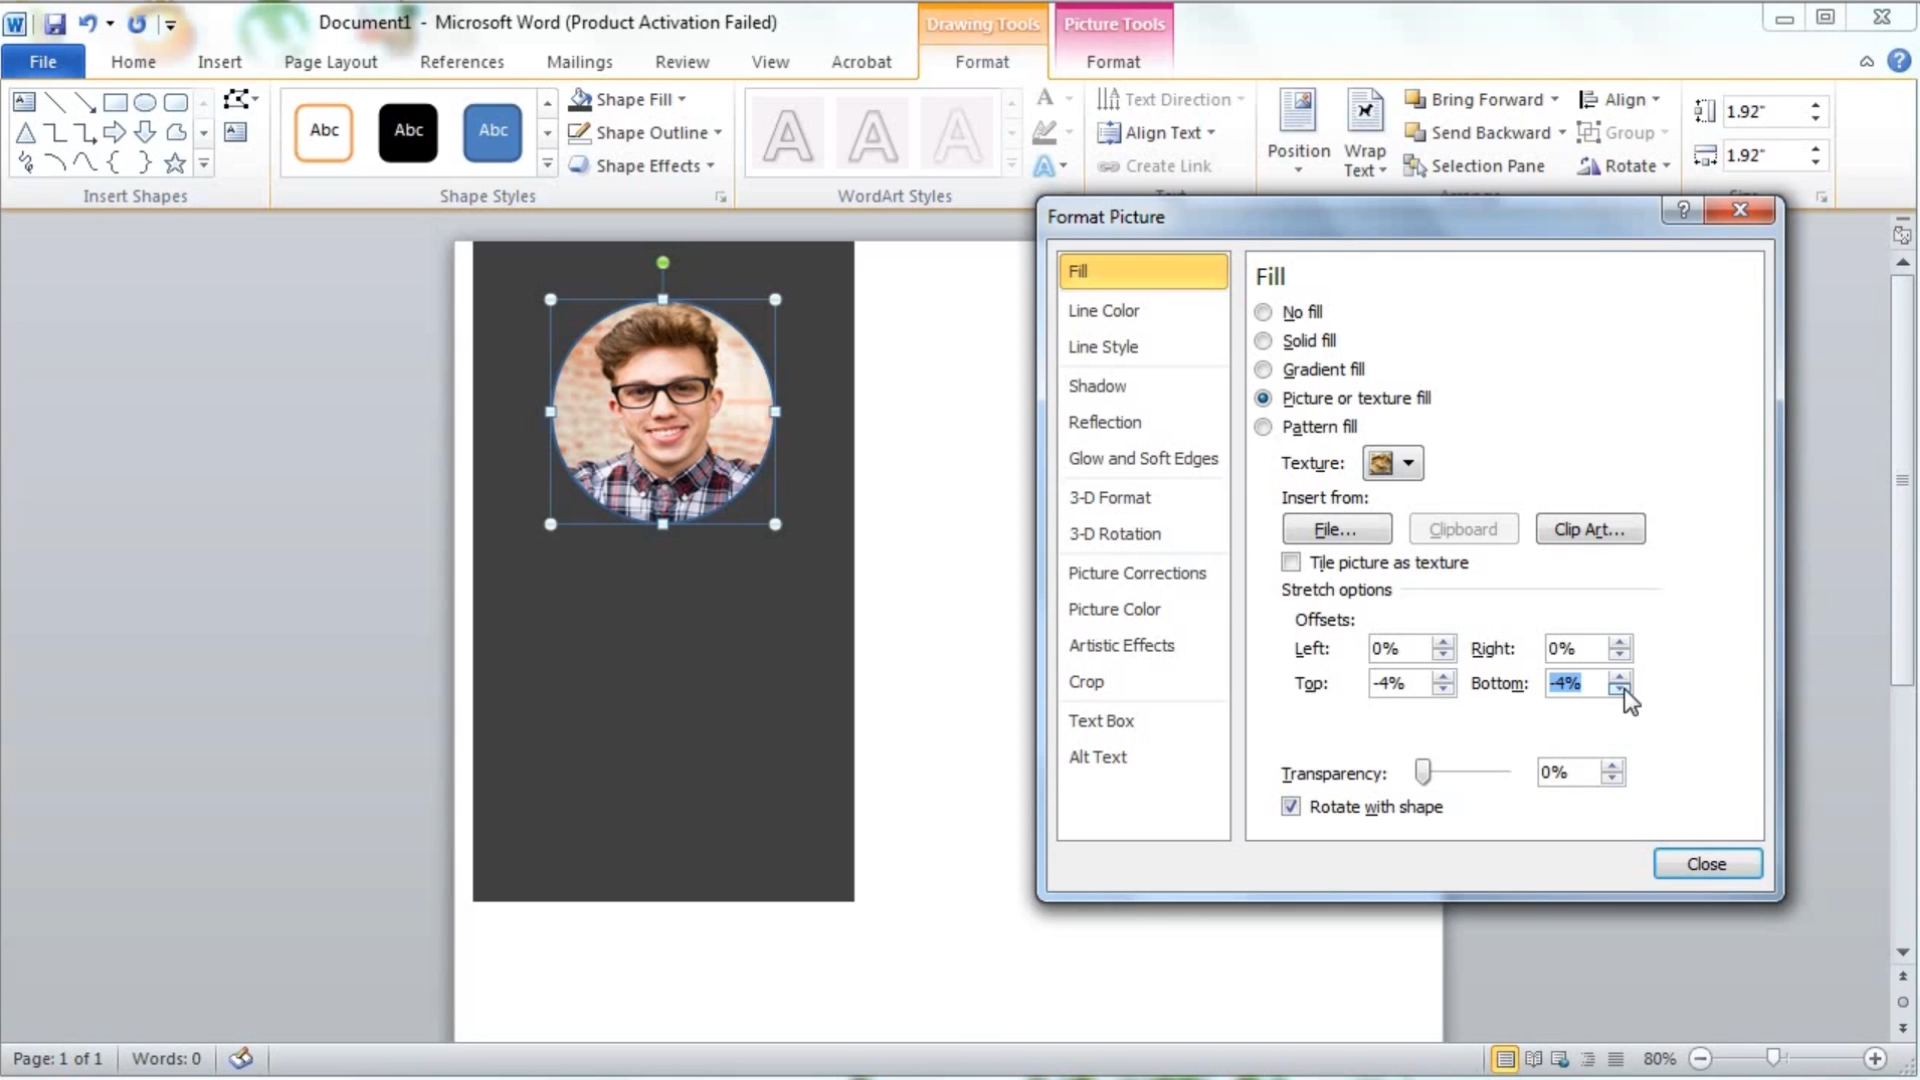 Document1 - Microsoft Word (Product Activation Failed)
Drawing Tools
Picture Tools
File
Home
Insert
Page Layout
References
Mailings
Review
View
Acrobat
Format
Format
Abc
Abc
Abc
Shape Fill
Shape Outline
Shape Effects
A
A
A
A
A
Text Direction
Align Text
Create Link
Position
Wrap
Text
Bring Forward
Send Backward
Selection Pane
Align
Group
Rotate
1.92"
1.92"
Insert Shapes
Shape Styles
WordArt Styles
Format Picture
Fill
Line Color
Line Style
Shadow
Reflection
Glow and Soft Edges
3-D Format
3-D Rotation
Picture Corrections
Picture Color
Artistic Effects
Crop
Text Box
Alt Text
Fill
No fill
Solid fill
Gradient fill
Picture or texture fill
Pattern fill
Texture:
Insert from:
File...
Clipboard
Clip Art...
Tile picture as texture
Stretch options
Offsets:
Left: 0% Right: 0%
Top: -4% Bottom: -4%
Transparency: 0%
Rotate with shape
Close
Page: 1 of 1
Words: 0
80%